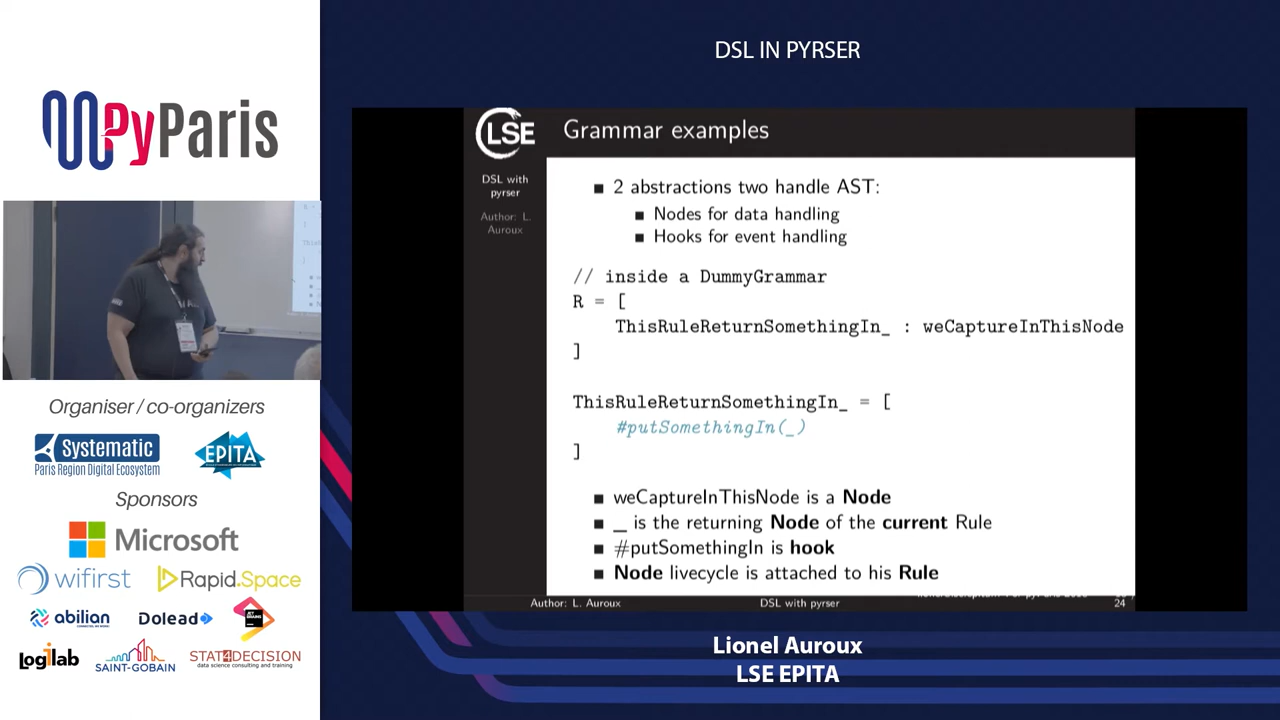 DSL IN PYRSER
PyParis
LSE
Grammar examples
DSL with
pyrser
Author: L.
Auroux
2 abstractions two handle AST:
Nodes for data handling
Hooks for event handling
// inside a DummyGrammar
R = [
ThisRuleReturnSomethingIn_ : weCaptureInThisNode
]
ThisRuleReturnSomethingIn_ = [
#putSomethingIn(_)
]
weCaptureInThisNode is a Node
_ is the returning Node of the current Rule
#putSomethingIn is hook
Node livecycle is attached to his Rule
Author: L. Auroux
DSL with pyrser
24
Organiser / co-organizers
Systematic
Paris Region Digital Ecosystem
EPITA
Sponsors
Microsoft
wifirst
Rapid.Space
abilian
Dolead
JET BRAINS
Logilab
SAINT-GOBAIN
STAT4DECISION
data science consulting and training
Lionel Auroux
LSE EPITA